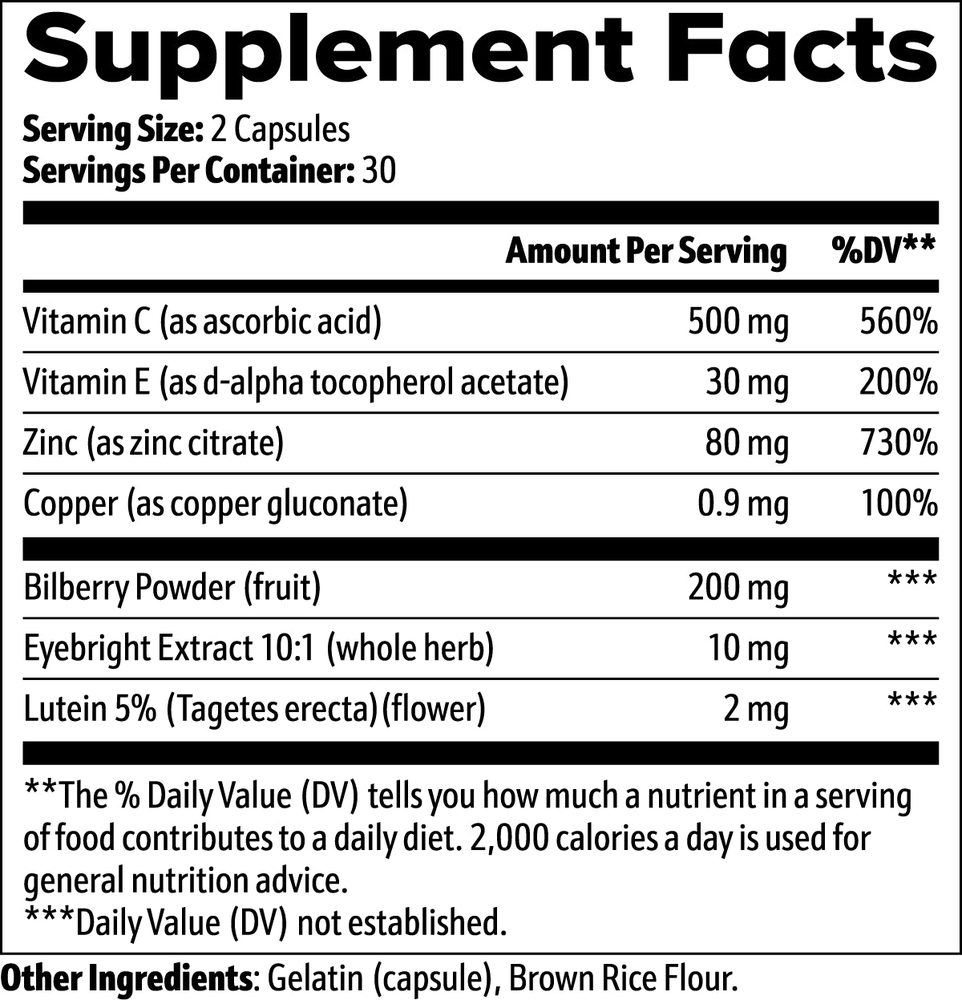 Supplement Facts
Serving Size: 2 Capsules
Servings Per Container: 30
Amount Per Serving %DV**
Vitamin C (as ascorbic acid) 500 mg 560%
Vitamin E (as d-alpha tocopherol acetate) 30 mg 200%
Zinc (as zinc citrate) 80 mg 730%
Copper (as copper gluconate) 0.9 mg 100%
Bilberry Powder (fruit) 200 mg ***
Eyebright Extract 10:1 (whole herb) 10 mg ***
Lutein 5% (Tagetes erecta)(flower) 2 mg ***
**The % Daily Value (DV) tells you how much a nutrient in a serving
of food contributes to a daily diet. 2,000 calories a day is used for
general nutrition advice.
***Daily Value (DV) not established.
Other Ingredients: Gelatin (capsule), Brown Rice Flour.